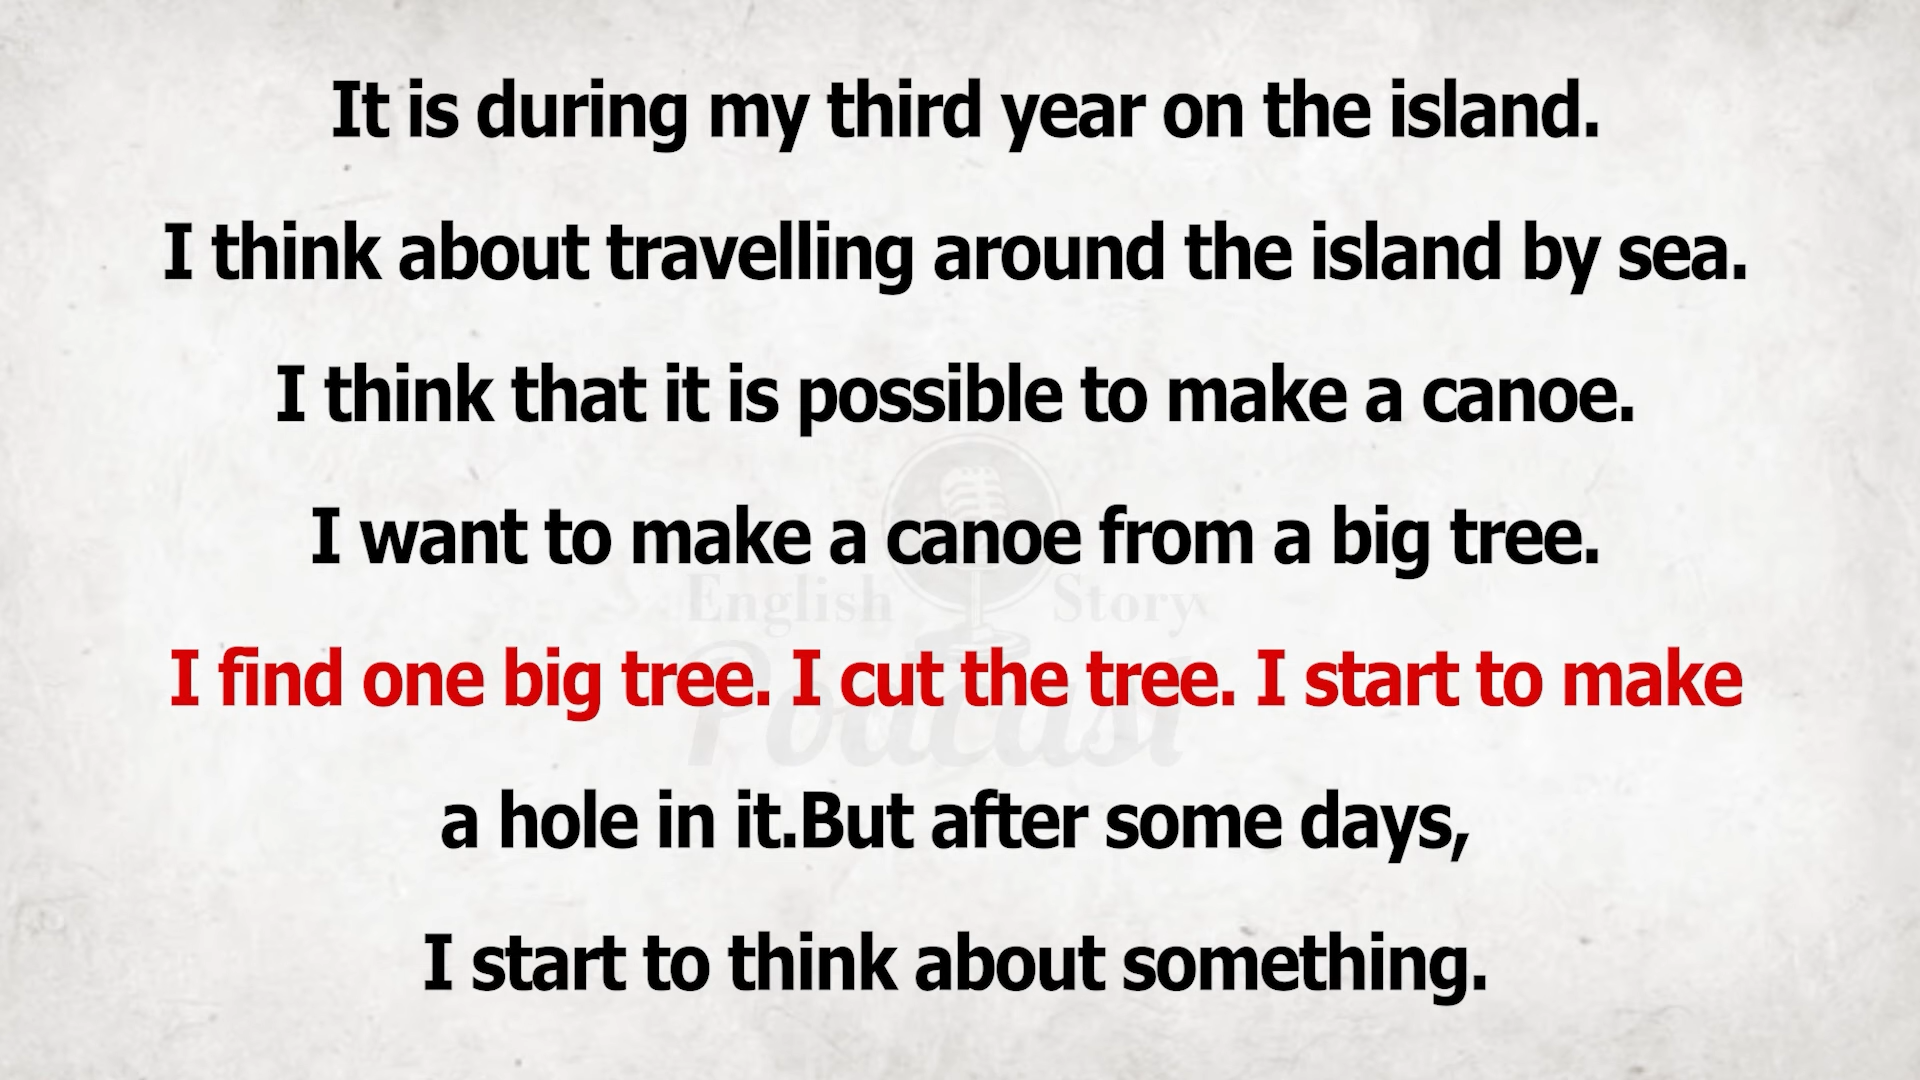 It is during my third year on the island.
I think about travelling around the island by sea.
I think that it is possible to make a canoe.
I want to make a canoe from a big tree.
English Story
Podcast
I find one big tree. I cut the tree. I start to make
a hole in it.But after some days,
I start to think about something.